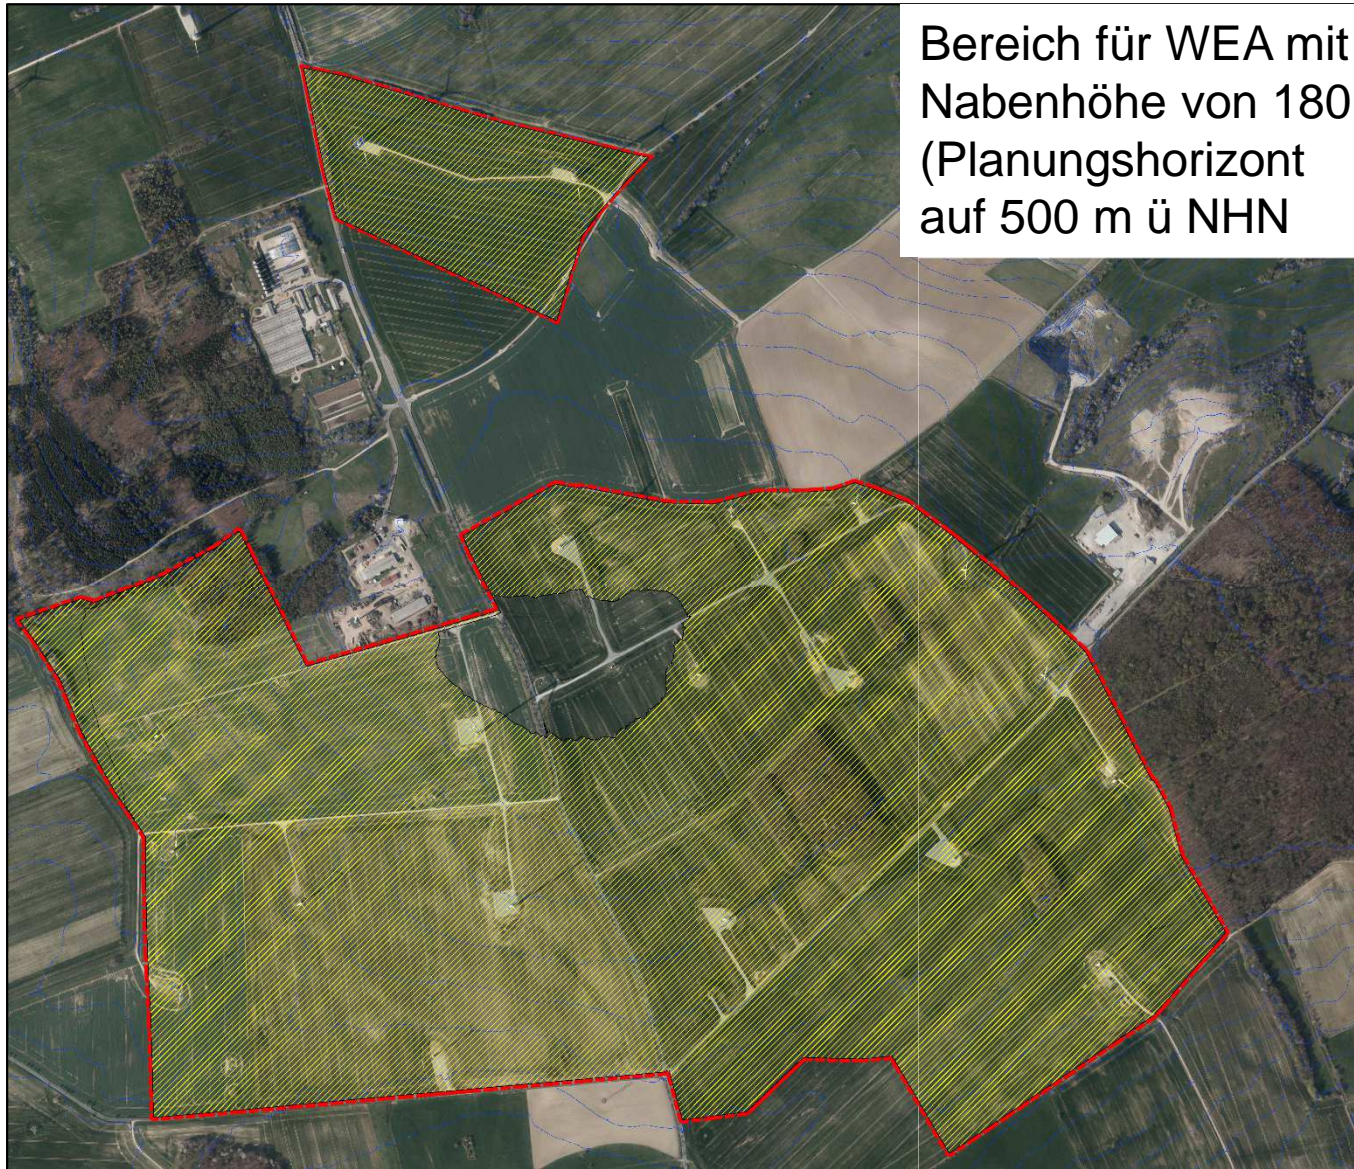 Bereich für WEA mit
Nabenhöhe von 180
(Planungshorizont
auf 500 m ü NHN